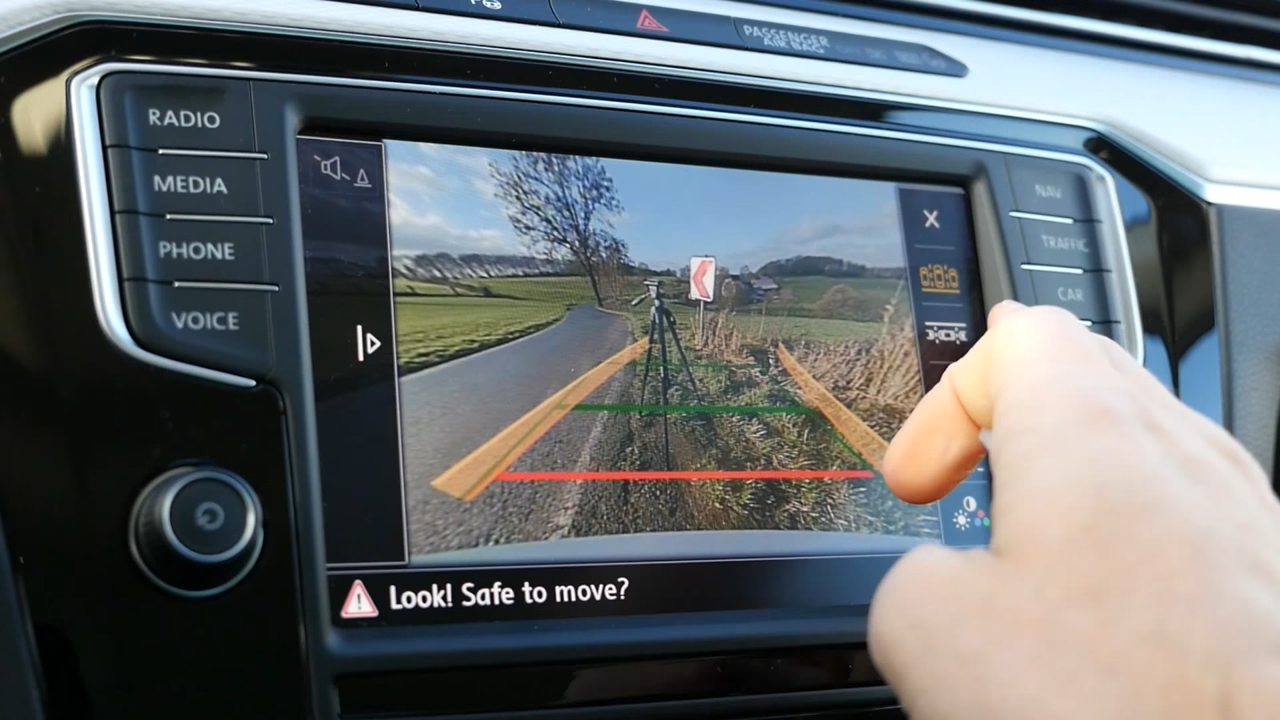 PASSENGER
AIR BAG
RADIO
MEDIA
PHONE
VOICE
NAV
TRAFFIC
CAR
Look! Safe to move?